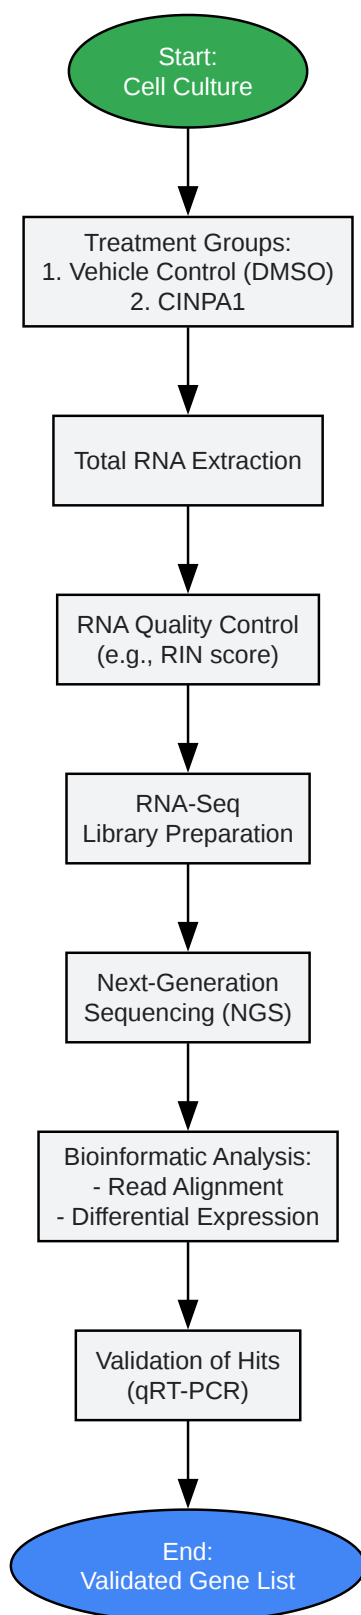 Start:
Cell Culture
Treatment Groups:
1. Vehicle Control (DMSO)
2. CINPA1
Total RNA Extraction
RNA Quality Control
(e.g., RIN score)
RNA-Seq
Library Preparation
Next-Generation
Sequencing (NGS)
Bioinformatic Analysis:
- Read Alignment
- Differential Expression
Validation of Hits
(qRT-PCR)
End:
Validated Gene List